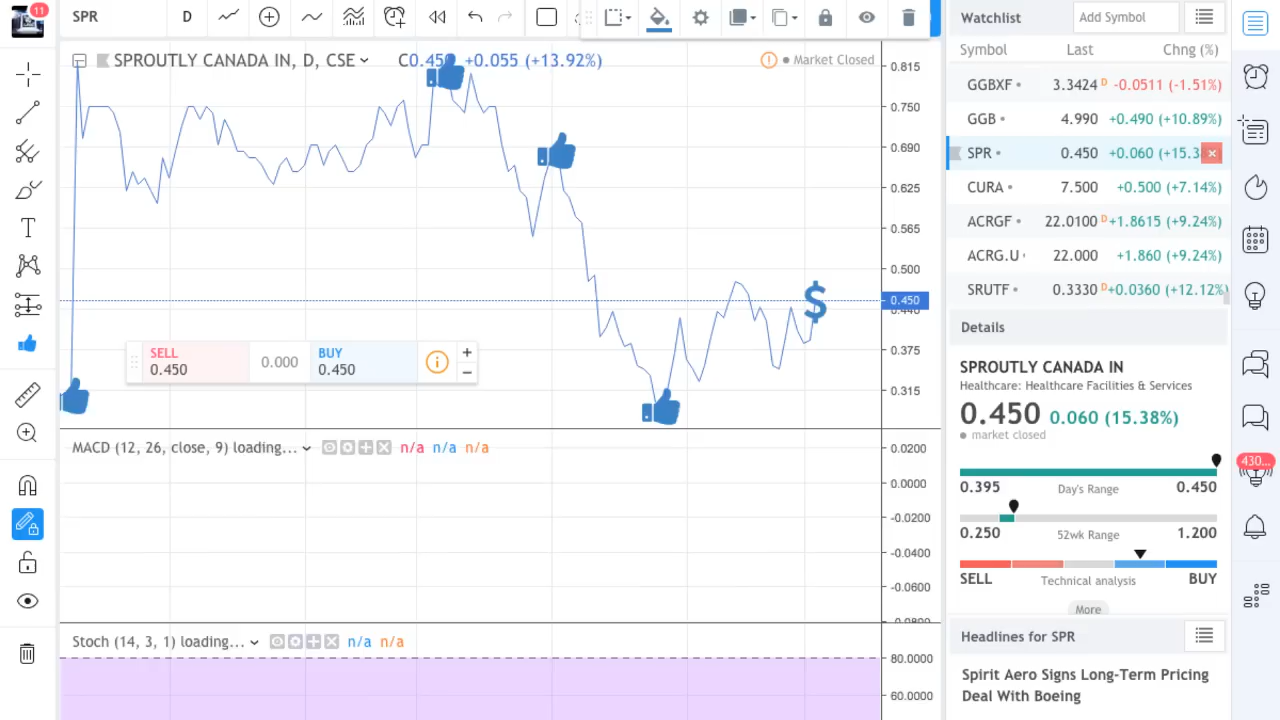 11
SPR
D
SPROUTLY CANADA IN, D, CSE
C0.450 +0.055 (+13.92%)
Market Closed
0.815
0.750
0.690
0.625
0.565
0.500
0.450
0.440
0.375
0.315
SELL
0.450
0.000
BUY
0.450
+
−
$
MACD (12, 26, close, 9) loading...
n/a n/a n/a
0.0200
0.0000
-0.0200
-0.0400
-0.0600
-0.0800
Stoch (14, 3, 1) loading...
n/a n/a
80.0000
60.0000
Watchlist
Add Symbol
Symbol Last Chng (%)
GGBXF 3.3424 D -0.0511 (-1.51%)
GGB 4.990 +0.490 (+10.89%)
SPR 0.450 +0.060 (+15.3
CURA 7.500 +0.500 (+7.14%)
ACRGF 22.0100 D +1.8615 (+9.24%)
ACRG.U 22.000 +1.860 (+9.24%)
SRUTF 0.3330 D +0.0360 (+12.12%)
Details
SPROUTLY CANADA IN
Healthcare: Healthcare Facilities & Services
0.450 0.060 (15.38%)
market closed
0.395 Day's Range 0.450
0.250 52wk Range 1.200
SELL Technical analysis BUY
More
Headlines for SPR
Spirit Aero Signs Long-Term Pricing
Deal With Boeing
430...